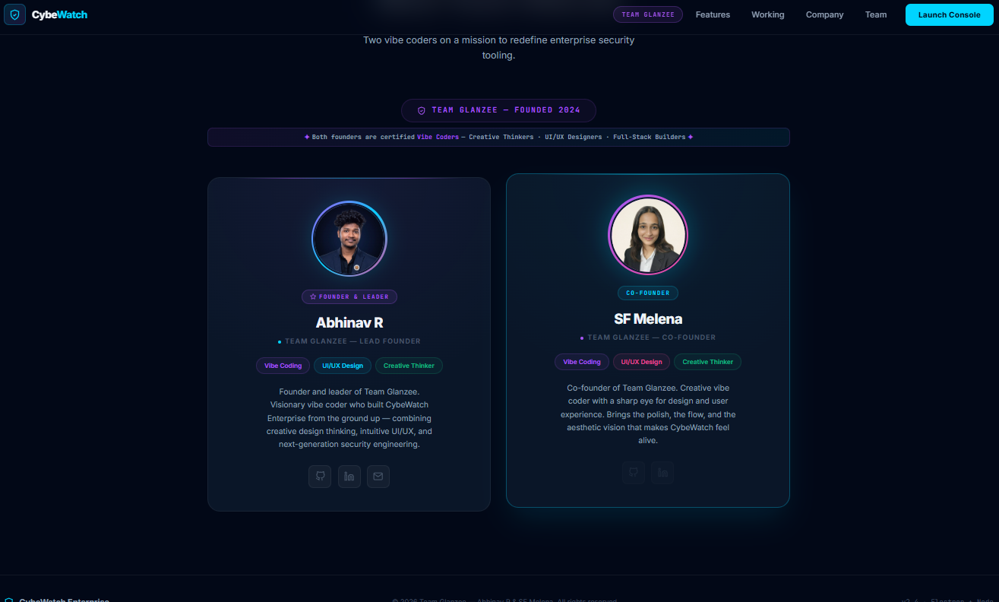 CybeWatch
TEAM GLANZEE
Features
Working
Company
Team
Launch Console
Two vibe coders on a mission to redefine enterprise security
tooling.
TEAM GLANZEE — FOUNDED 2024
✦ Both founders are certified Vibe Coders — Creative Thinkers · UI/UX Designers · Full-Stack Builders ✦
FOUNDER & LEADER
Abhinav R
TEAM GLANZEE — LEAD FOUNDER
Vibe Coding
UI/UX Design
Creative Thinker
Founder and leader of Team Glanzee.
Visionary vibe coder who built CybeWatch
Enterprise from the ground up — combining
creative design thinking, intuitive UI/UX, and
next-generation security engineering.
CO-FOUNDER
SF Melena
TEAM GLANZEE — CO-FOUNDER
Vibe Coding
UI/UX Design
Creative Thinker
Co-founder of Team Glanzee. Creative vibe
coder with a sharp eye for design and user
experience. Brings the polish, the flow, and the
aesthetic vision that makes CybeWatch feel
alive.
CybeWatch Enterprise
© 2026 Team Glanzee — Abhinav R & SF Melena. All rights reserved.